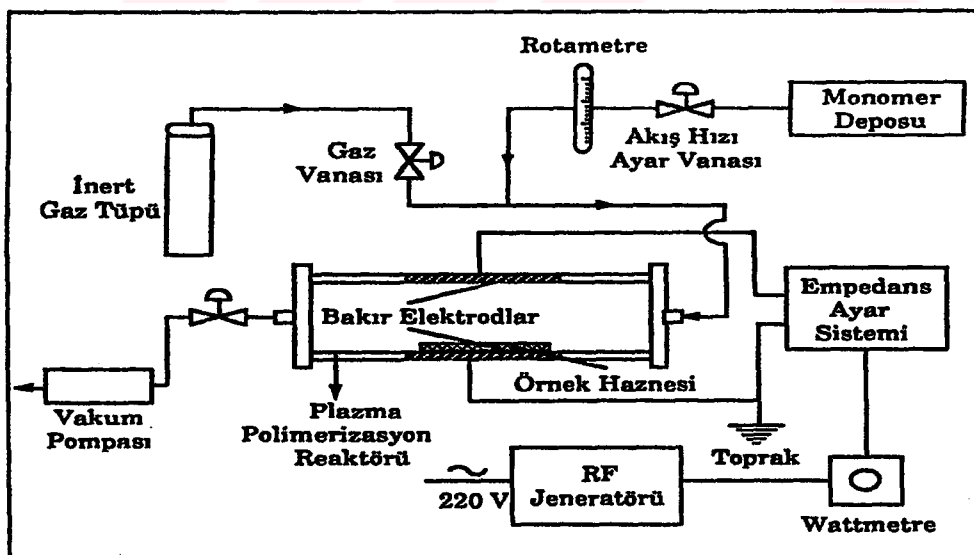 Rotametre
Monomer
Deposu
Akış Hızı
Ayar Vanası
Gaz
Vanası
İnert
Gaz Tüpü
Empedans
Ayar
Sistemi
Bakır Elektrodlar
Örnek Haznesi
Vakum
Pompası
Plazma
Polimerizasyon
Reaktörü
Toprak
220 V
RF
Jeneratörü
Wattmetre